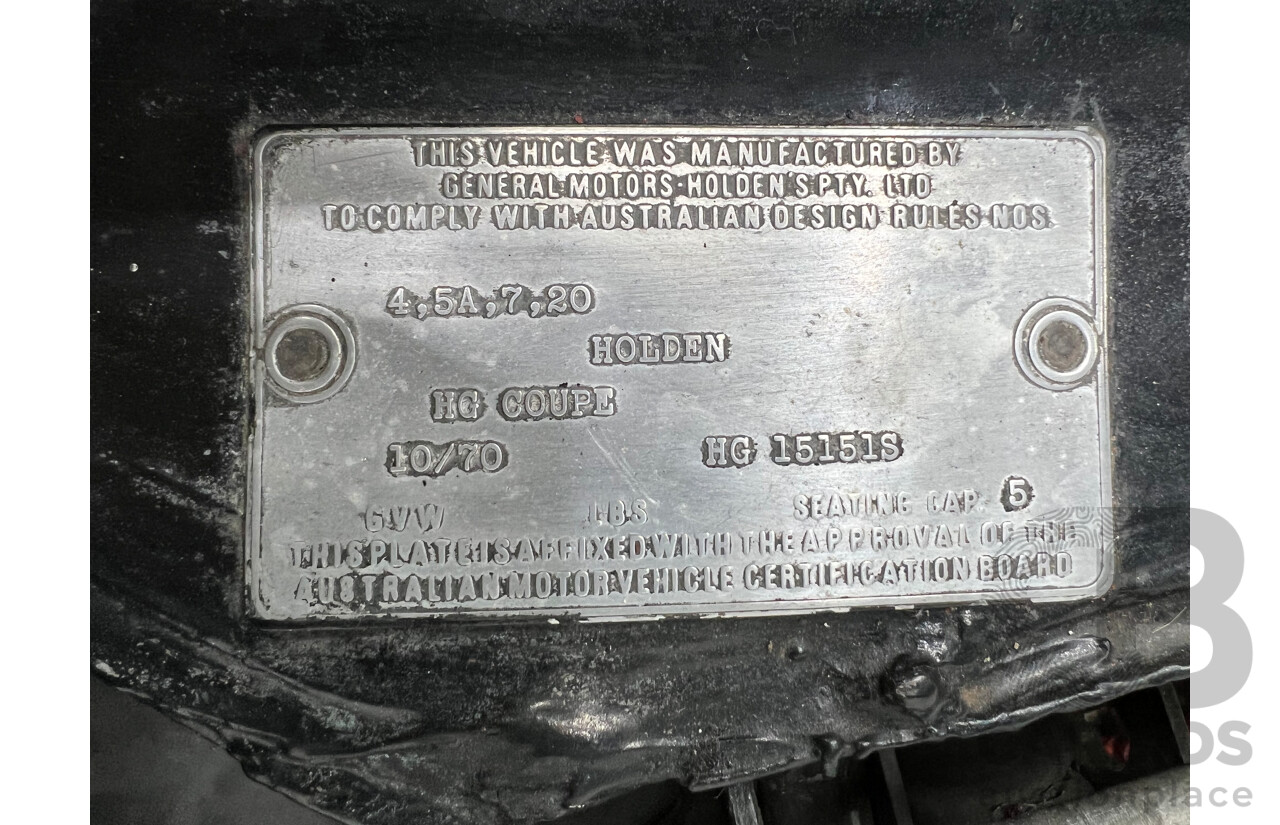 THIS VEHICLE WAS MANUFACTURED BY
GENERAL MOTORS-HOLDEN'S PTY. LTD
TO COMPLY WITH AUSTRALIAN DESIGN RULES NOS.
4,5A,7,20
HOLDEN
HG COUPE
10/70 HG 15151S
GVW LBS SEATING CAP. 5
THIS PLATE IS AFFIXED WITH THE APPROVAL OF THE
AUSTRALIAN MOTOR VEHICLE CERTIFICATION BOARD